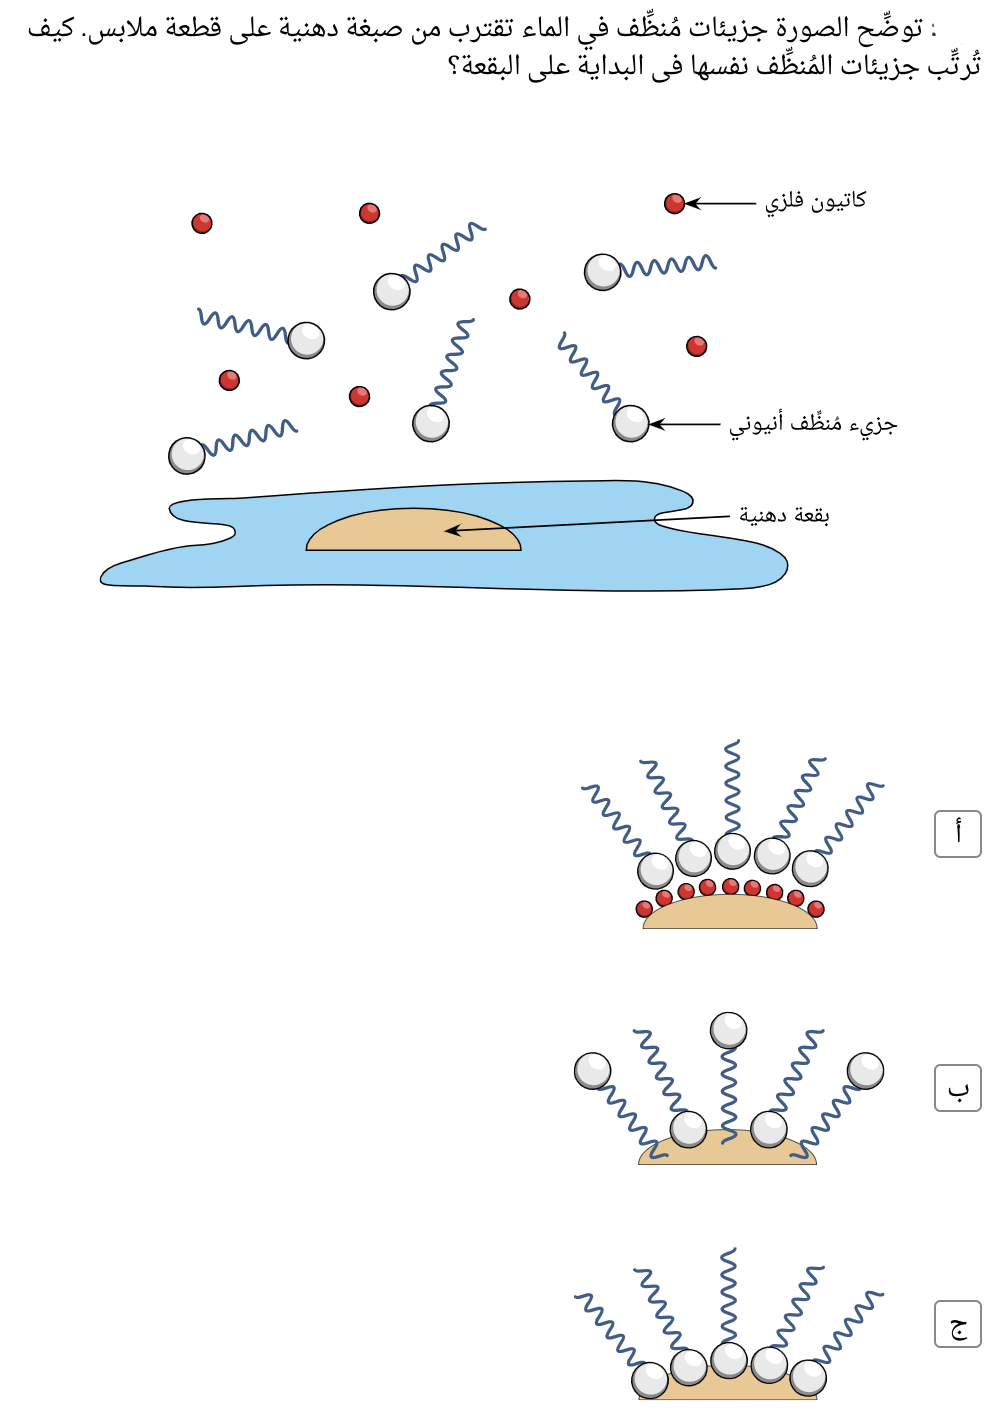 : توضِّح الصورة جزيئات مُنظِّف في الماء تقترب من صبغة دهنية على قطعة ملابس. كيف
تُرتِّب جزيئات المُنظِّف نفسها في البداية على البقعة؟
كاتيون فلزي
جزيء مُنظِّف أنيوني
بقعة دهنية
أ
ب
ج